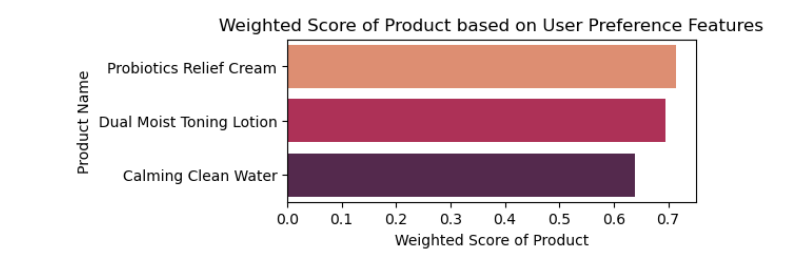 Weighted Score of Product based on User Preference Features
Product Name
Probiotics Relief Cream
Dual Moist Toning Lotion
Calming Clean Water
0.0 0.1 0.2 0.3 0.4 0.5 0.6 0.7
Weighted Score of Product